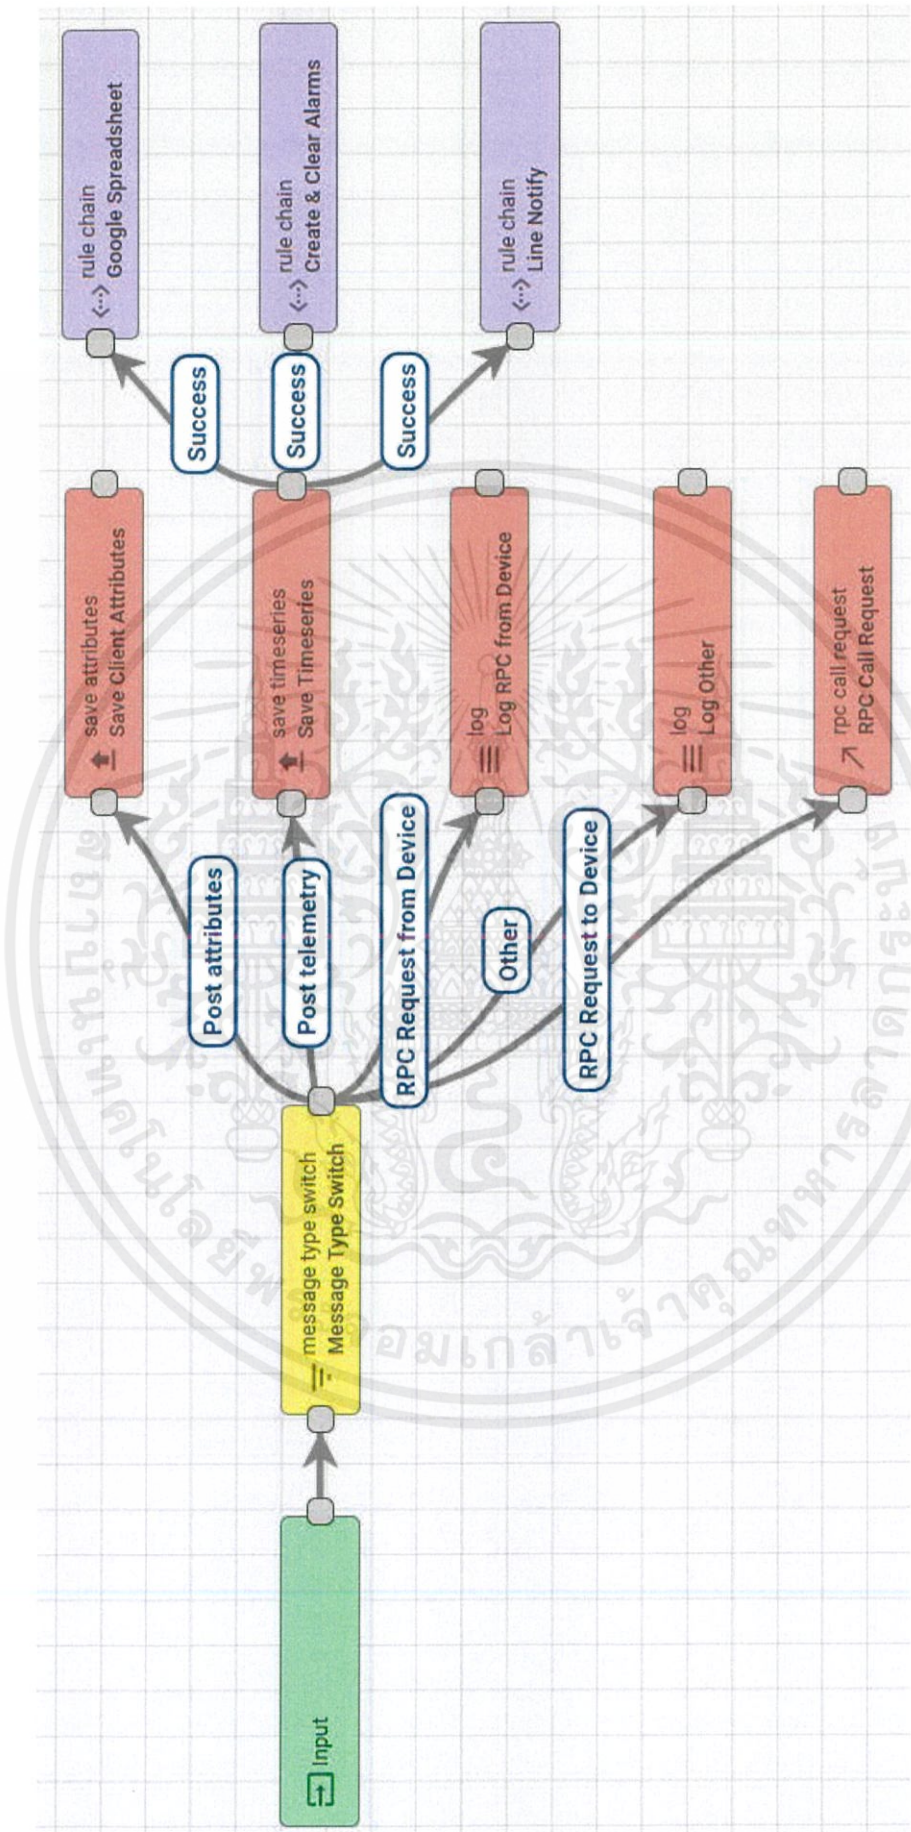 Input
message type switch
Message Type Switch
Post attributes
Post telemetry
RPC Request from Device
Other
RPC Request to Device
save attributes
Save Client Attributes
save timeseries
Save Timeseries
log
Log RPC from Device
log
Log Other
rpc call request
RPC Call Request
Success
Success
Success
rule chain
Google Spreadsheet
rule chain
Create & Clear Alarms
rule chain
Line Notify